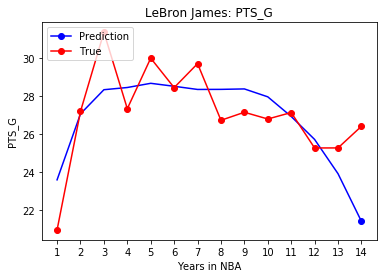 LeBron James: PTS_G
Prediction
True
PTS_G
30
28
26
24
22
1 2 3 4 5 6 7 8 9 10 11 12 13 14
Years in NBA